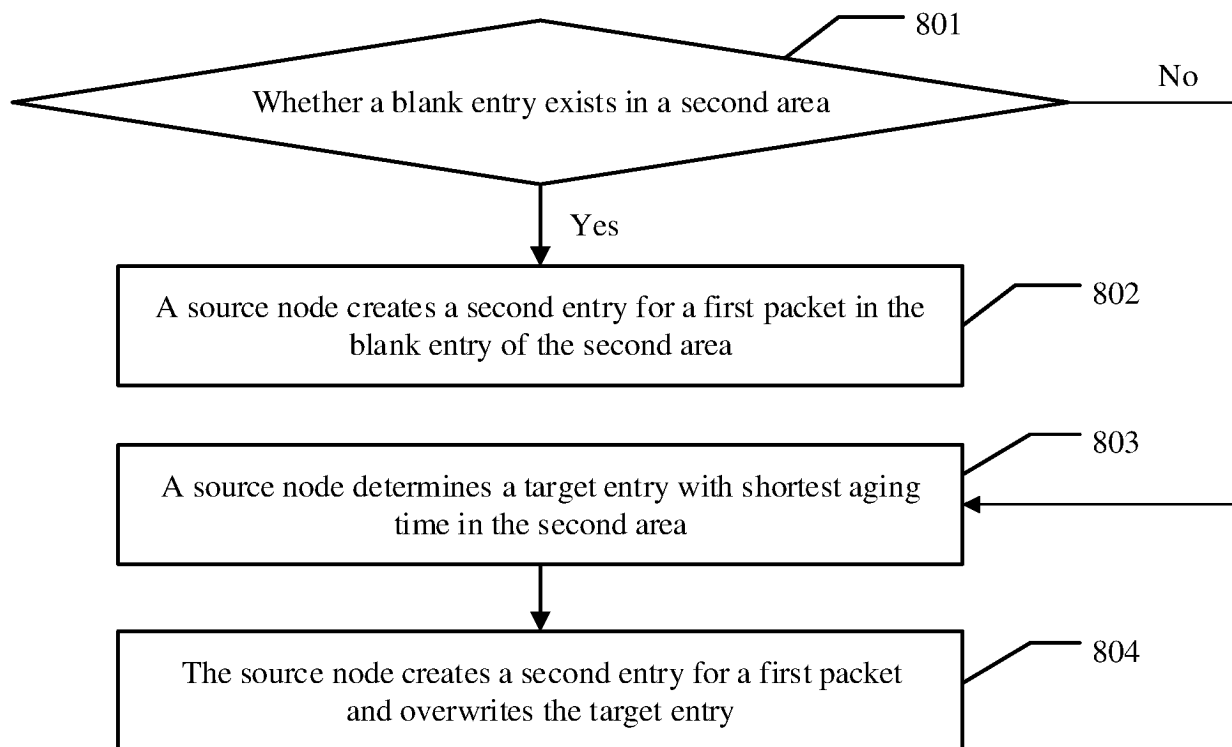 801
Whether a blank entry exists in a second area
No
Yes
A source node creates a second entry for a first packet in the
blank entry of the second area
802
803
A source node determines a target entry with shortest aging
time in the second area
804
The source node creates a second entry for a first packet
and overwrites the target entry